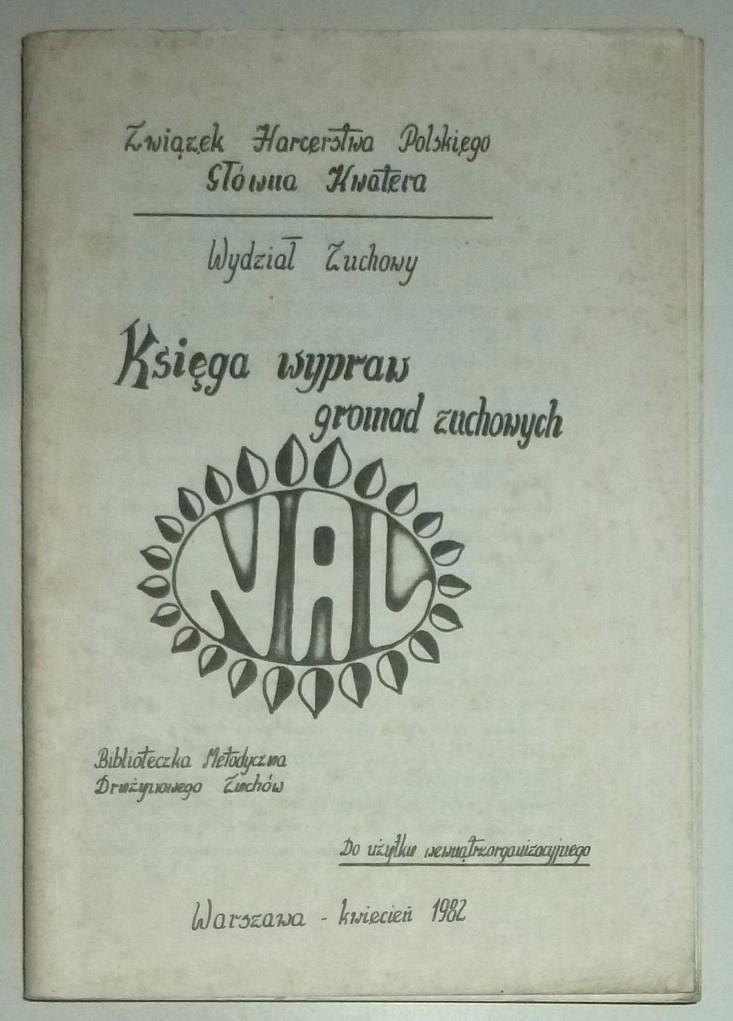 Związek Harcerstwa Polskiego
Główna Kwatera
Wydział Zuchowy
Księga wypraw
gromad zuchowych
NAL
Biblioteczka Metodyczna
Drużynowego Zuchów
Do użytku wewnątrzorganizacyjnego
Warszawa - kwiecień 1982